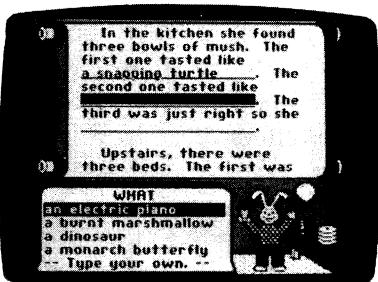 In the kitchen she found
three bowls of mush. The
first one tasted like
a snapping turtle. The
second one tasted like
. The
third was just right so she
.
Upstairs, there were
three beds. The first was
WHAT
an electric piano
a burnt marshmallow
a dinosaur
a monarch butterfly
-- Type your own. --